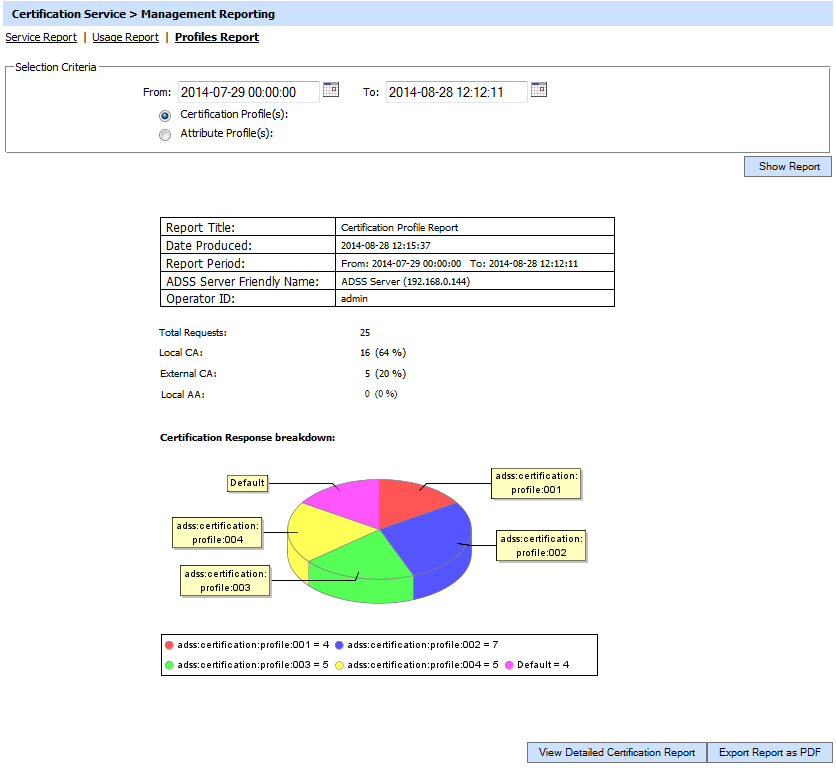 Certification Service > Management Reporting
Service Report | Usage Report | Profiles Report
Selection Criteria
From: 2014-07-29 00:00:00 To: 2014-08-28 12:12:11
Certification Profile(s):
Attribute Profile(s):
Show Report
Report Title: Certification Profile Report
Date Produced: 2014-08-28 12:15:37
Report Period: From: 2014-07-29 00:00:00 To: 2014-08-28 12:12:11
ADSS Server Friendly Name: ADSS Server (192.168.0.144)
Operator ID: admin
Total Requests: 25
Local CA: 16 (64 %)
External CA: 5 (20 %)
Local AA: 0 (0 %)
Certification Response breakdown:
Default
adss:certification:
profile:001
adss:certification:
profile:004
adss:certification:
profile:002
adss:certification:
profile:003
adss:certification:profile:001 = 4 adss:certification:profile:002 = 7
adss:certification:profile:003 = 5 adss:certification:profile:004 = 5 Default = 4
View Detailed Certification Report Export Report as PDF